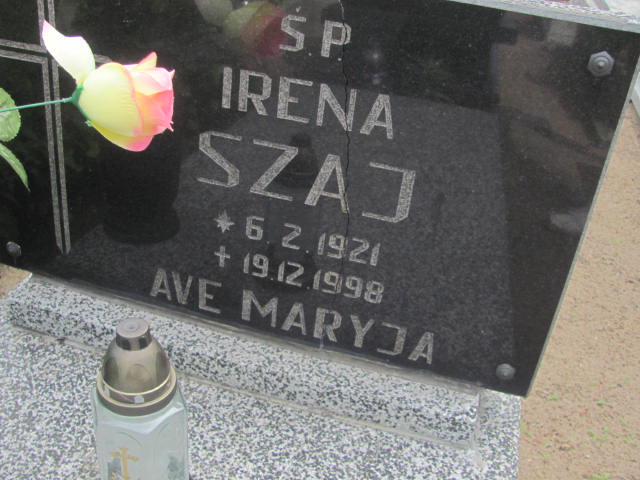 Ś P
IRENA
SZAJ
* 6.2.1921
† 19.12.1998
AVE MARYJA